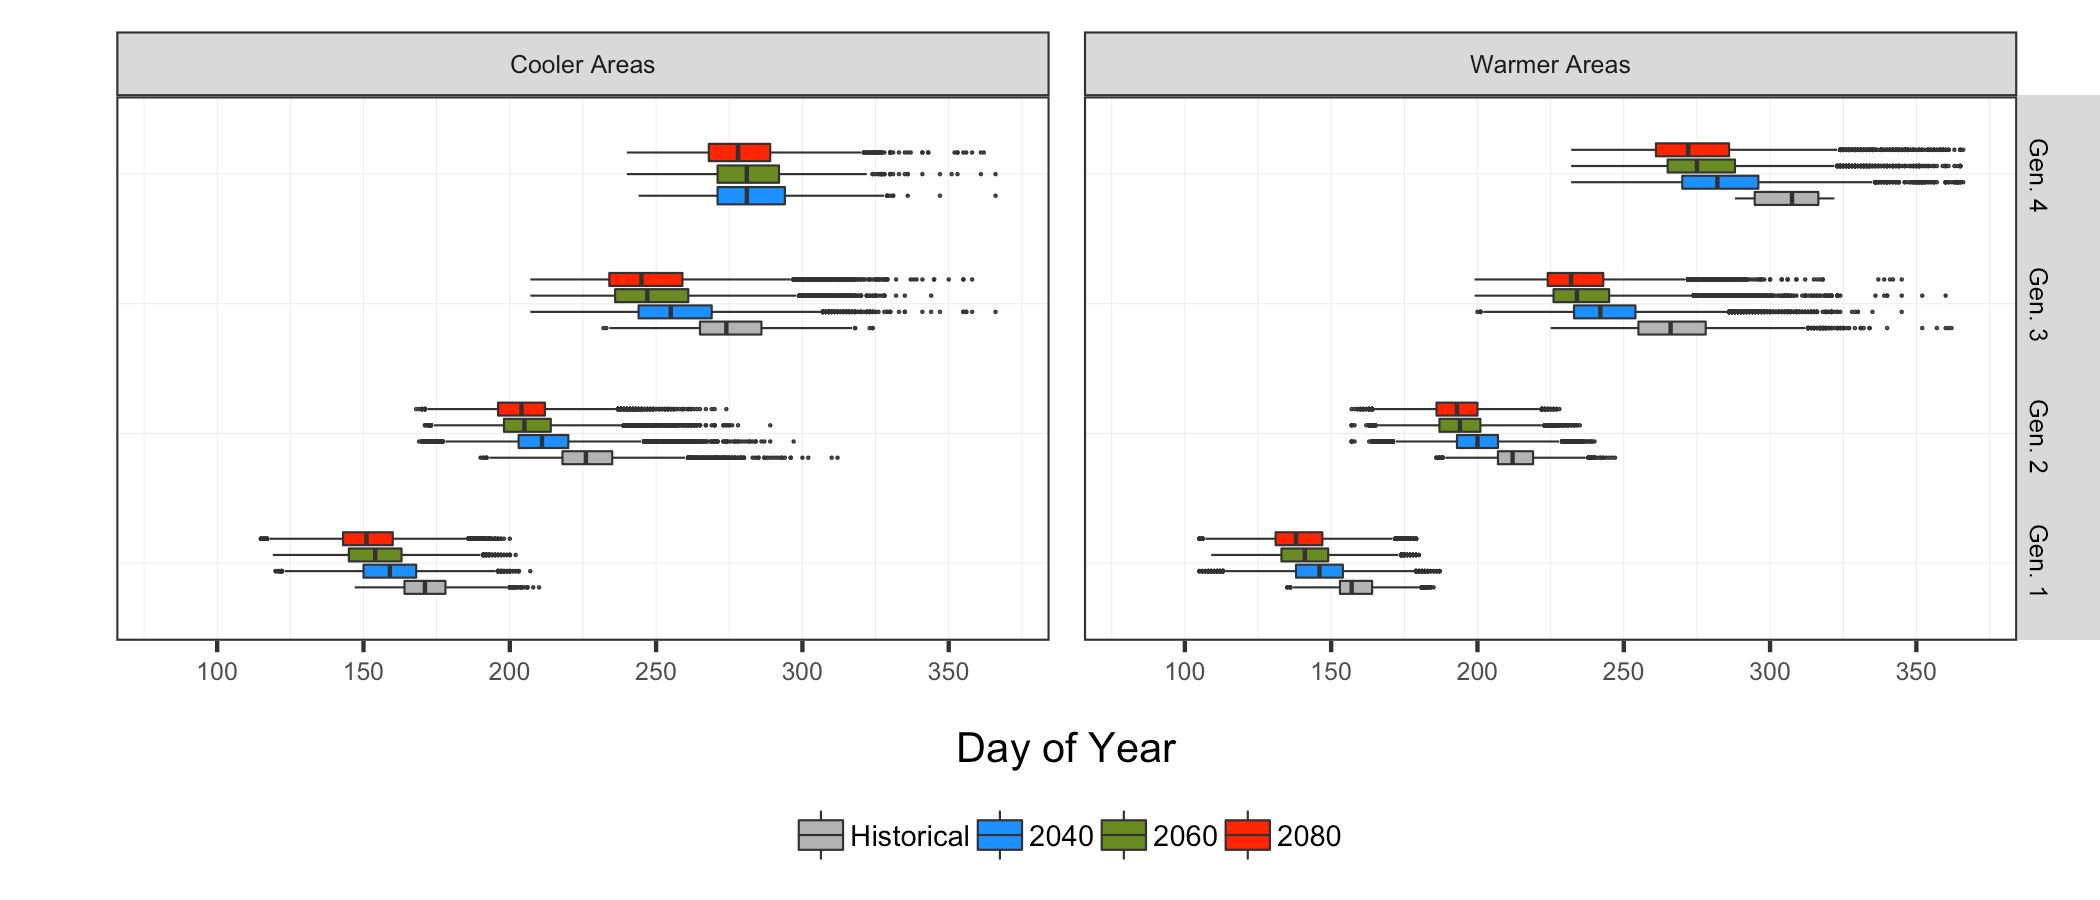 Cooler Areas
Warmer Areas
Gen. 4
Gen. 3
Gen. 2
Gen. 1
100 150 200 250 300 350
100 150 200 250 300 350
Day of Year
Historical 2040 2060 2080